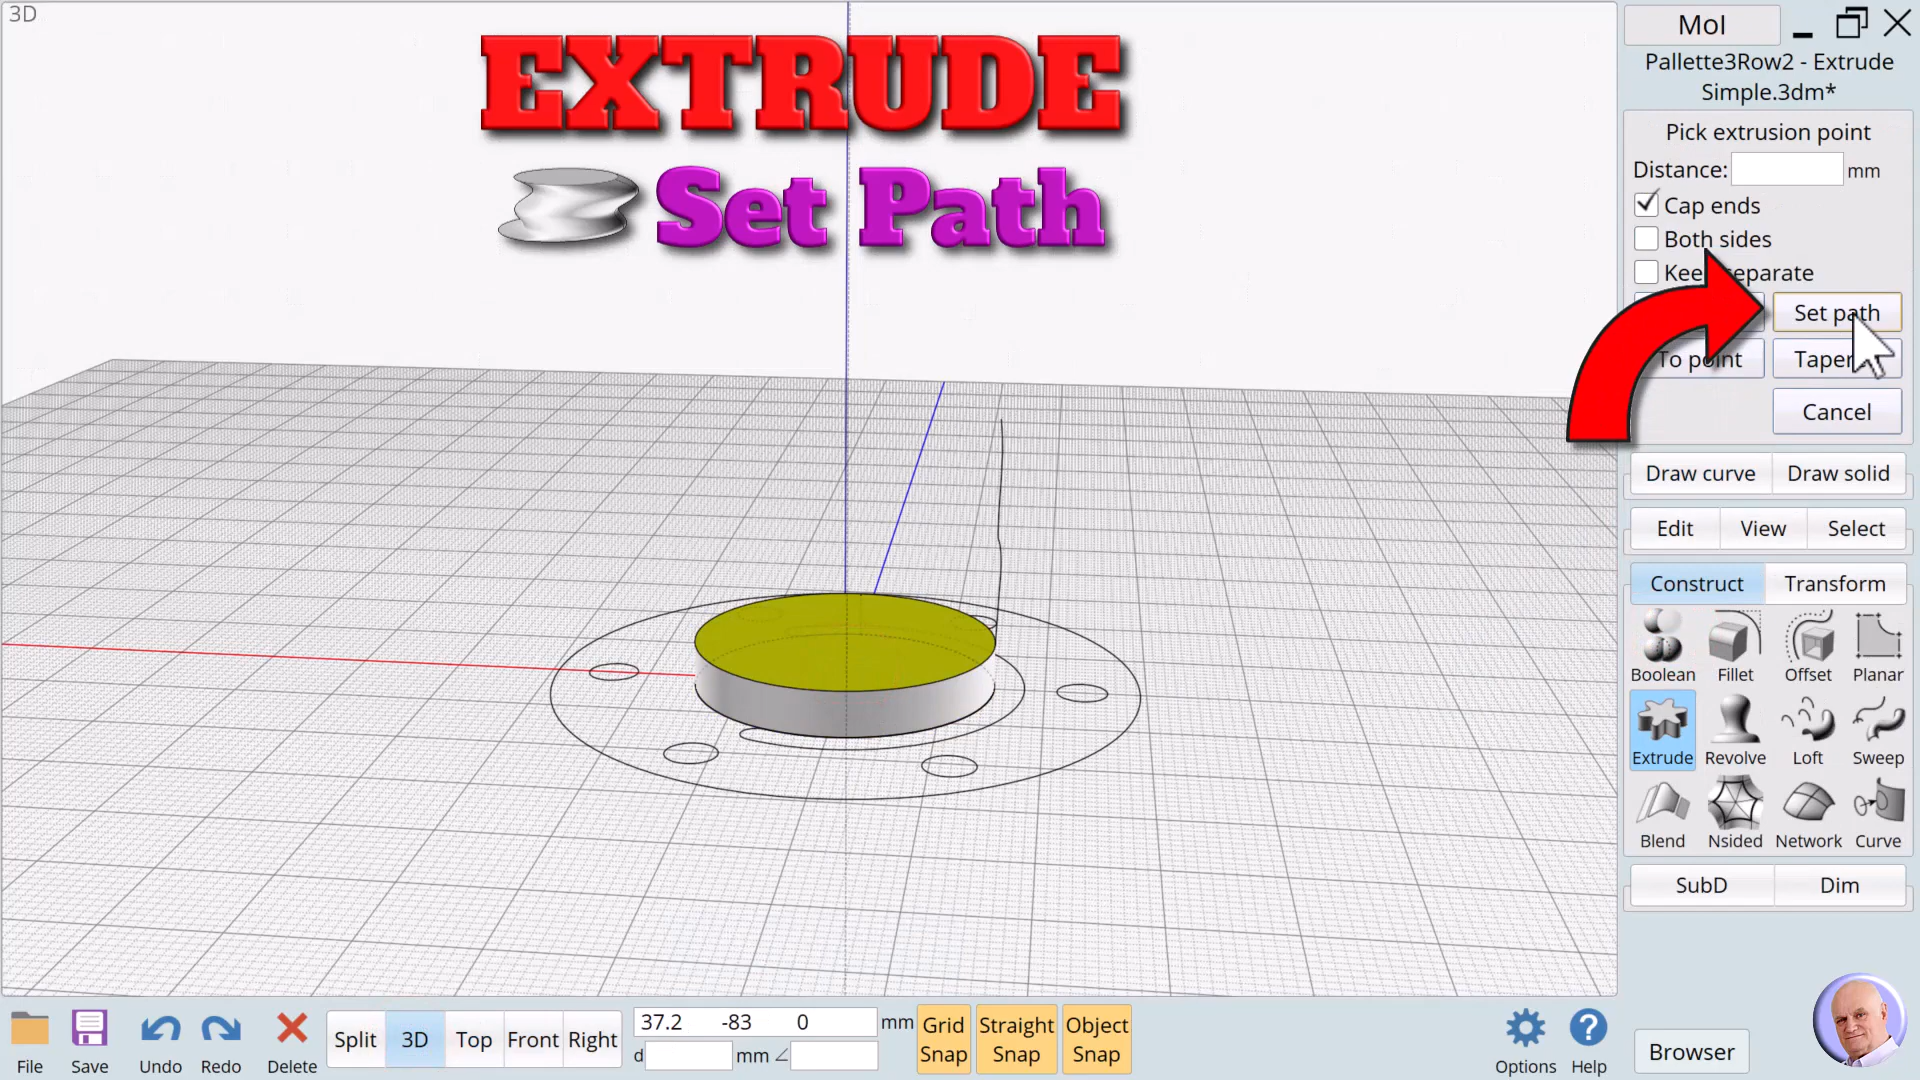 3D
EXTRUDE
Set Path
MoI
Pallette3Row2 - Extrude
Simple.3dm*
Pick extrusion point
Distance: mm
Cap ends
Both sides
Keep separate
Set path
To point
Taper
Cancel
Draw curve Draw solid
Edit View Select
Construct Transform
Boolean Fillet Offset Planar
Extrude Revolve Loft Sweep
Blend Nsided Network Curve
SubD Dim
File Save Undo Redo Delete
Split 3D Top Front Right
37.2 -83 0 mm
d mm ∠
Grid Snap
Straight Snap
Object Snap
Options Help
Browser